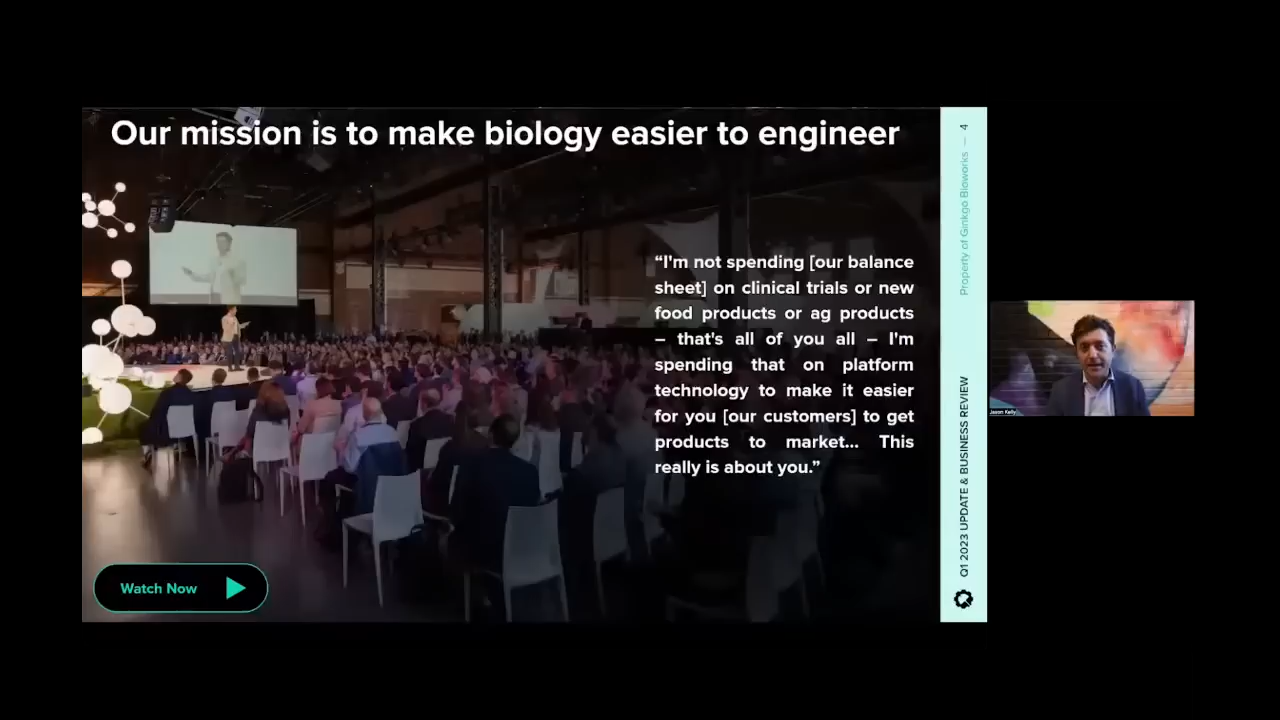 Our mission is to make biology easier to engineer
“I'm not spending [our balance
sheet] on clinical trials or new
food products or ag products
– that's all of you all – I'm
spending that on platform
technology to make it easier
for you [our customers] to get
products to market... This
really is about you.”
Watch Now
Property of Ginkgo Bioworks — 4
Q1 2023 UPDATE & BUSINESS REVIEW
Jason Kelly